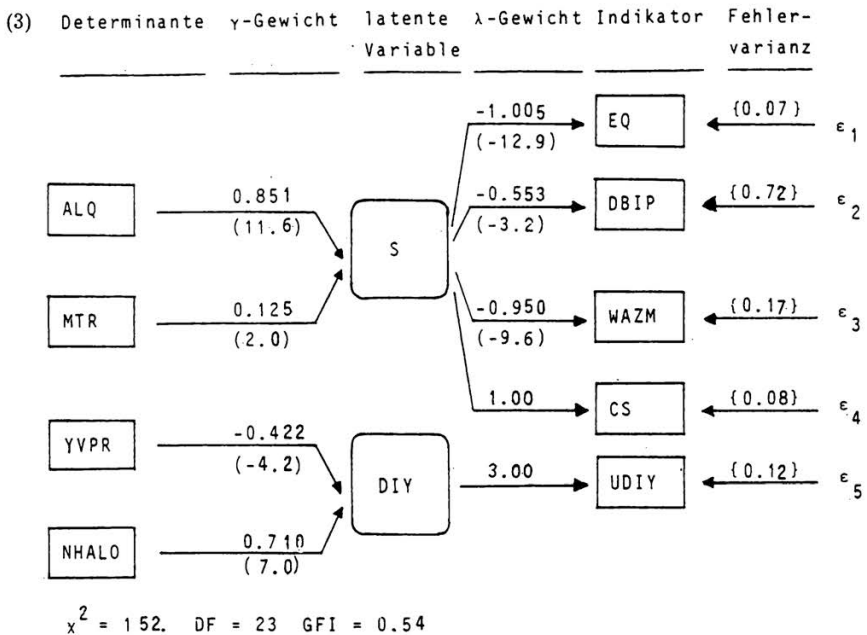 (3) Determinante γ-Gewicht latente Variable λ-Gewicht Indikator Fehler-varianz
-1.005 EQ {0.07} ε1
(-12.9)
ALQ 0.851 -0.553 DBIP {0.72} ε2
(11.6) (-3.2)
S
MTR 0.125 -0.950 WAZM {0.17} ε3
(2.0) (-9.6)
1.00 CS {0.08} ε4
YVPR -0.422
(-4.2)
DIY 3.00 UDIY {0.12} ε5
NHALO 0.710
(7.0)
x² = 152. DF = 23 GFI = 0.54